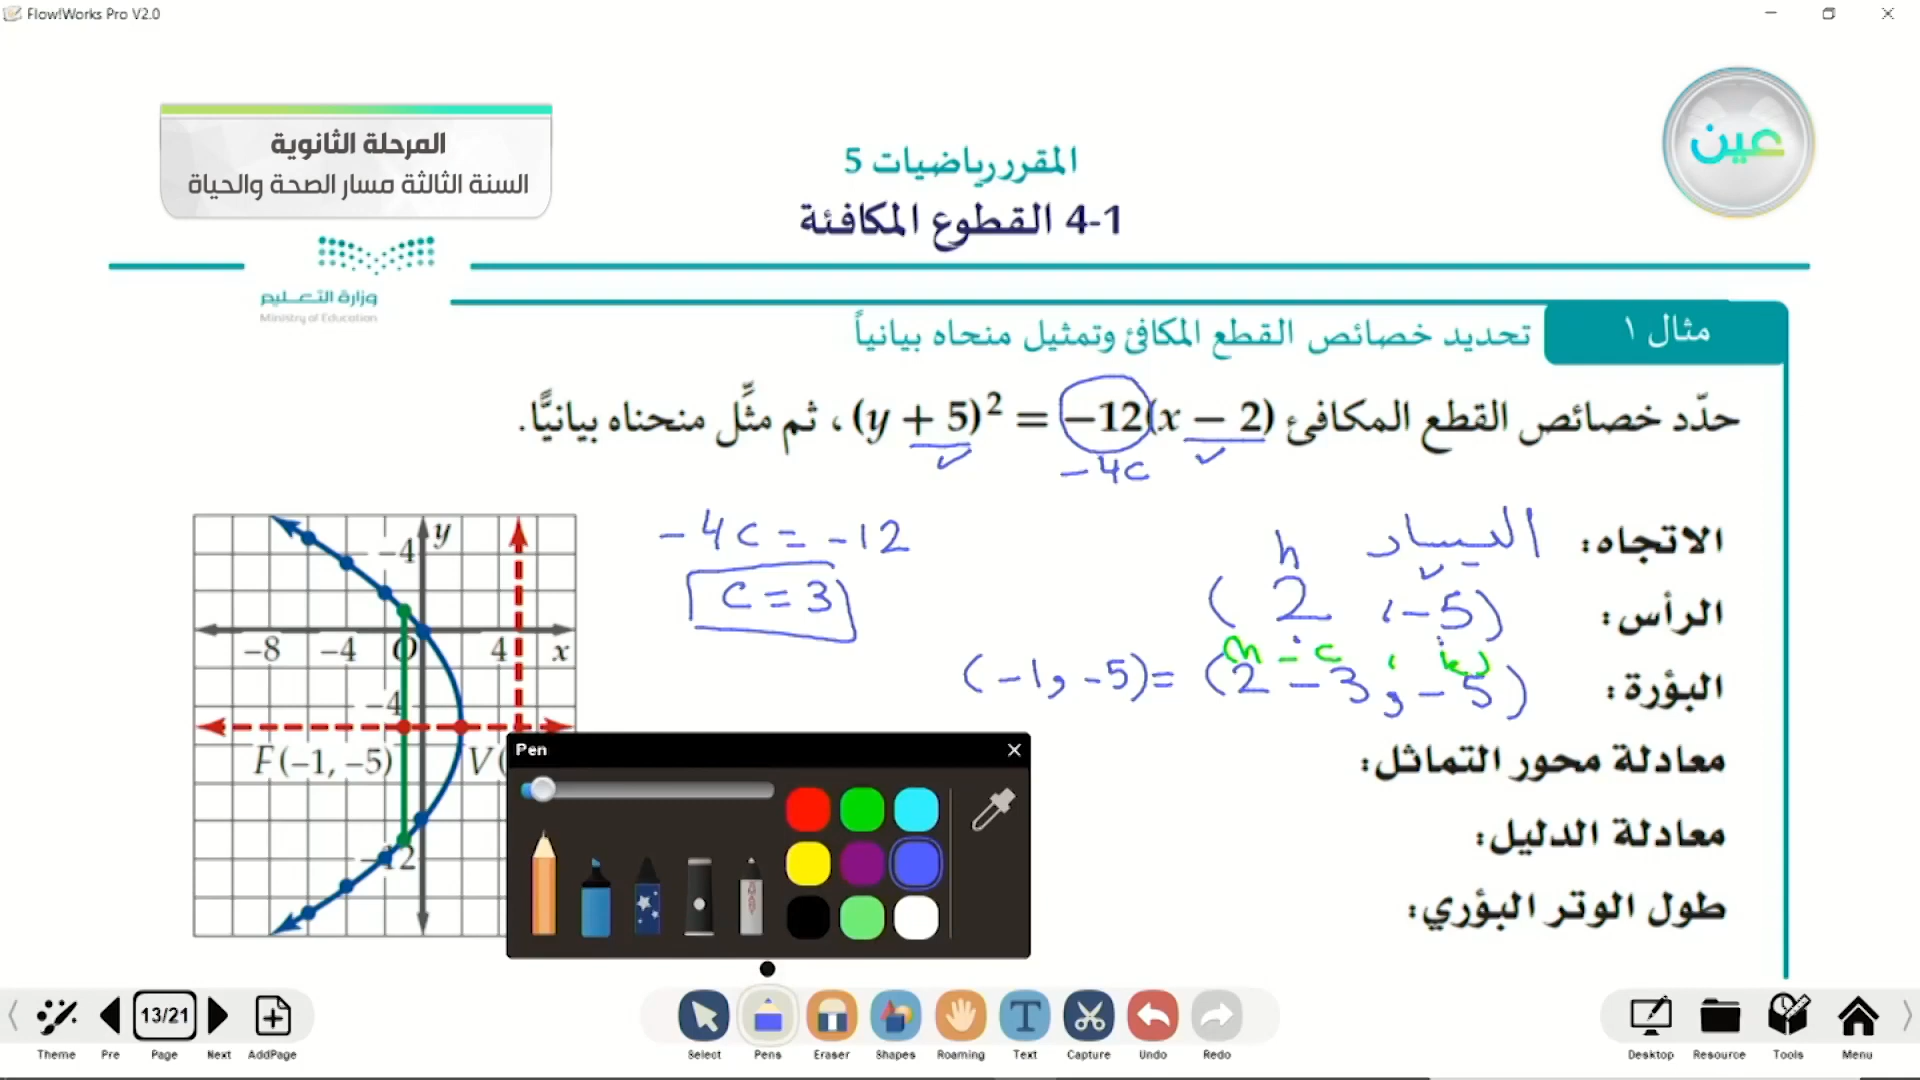 Flow!Works Pro V2.0
المرحلة الثانوية
السنة الثالثة مسار الصحة والحياة
المقرر رياضيات 5
4-1 القطوع المكافئة
عين
وزارة التعليم
Ministry of Education
مثال ١
تحديد خصائص القطع المكافئ وتمثيل منحاه بيانياً
حدّد خصائص القطع المكافئ (y + 5)² = −12(x − 2) ، ثم مثِّل منحناه بيانيًّا.
-4c
الاتجاه: اليسار
-4c = -12
c = 3
h
الرأس: (2 , -5)
h - c , k
البؤرة: (2 - 3 , -5) = (-1, -5)
معادلة محور التماثل:
معادلة الدليل:
طول الوتر البؤري:
y
−4
−8 −4 O 4 x
−4
F(−1, −5) V(
−12
Pen
13/21
Theme Pre Page Next AddPage
Select Pens Eraser Shapes Roaming Text Capture Undo Redo
Desktop Resource Tools Menu